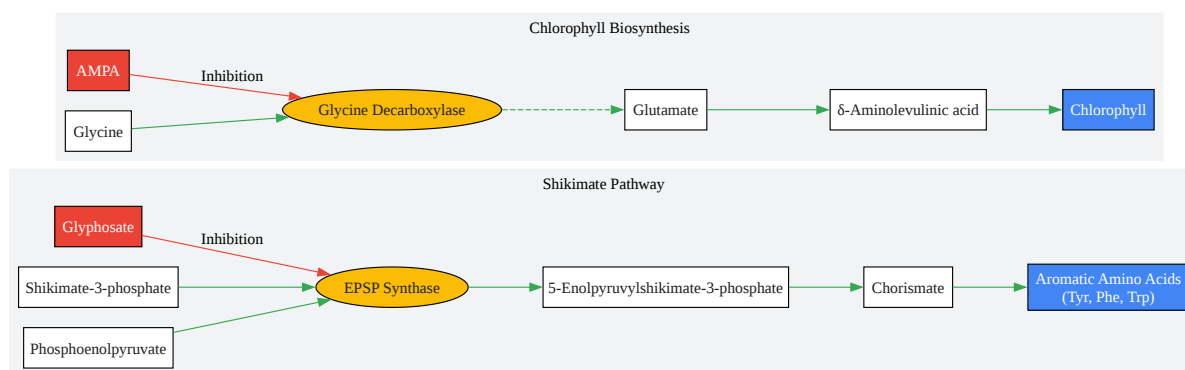 Chlorophyll Biosynthesis
AMPA
Inhibition
Glycine
Glycine Decarboxylase
Glutamate
δ-Aminolevulinic acid
Chlorophyll
Shikimate Pathway
Glyphosate
Inhibition
Shikimate-3-phosphate
Phosphoenolpyruvate
EPSP Synthase
5-Enolpyruvylshikimate-3-phosphate
Chorismate
Aromatic Amino Acids
(Tyr, Phe, Trp)